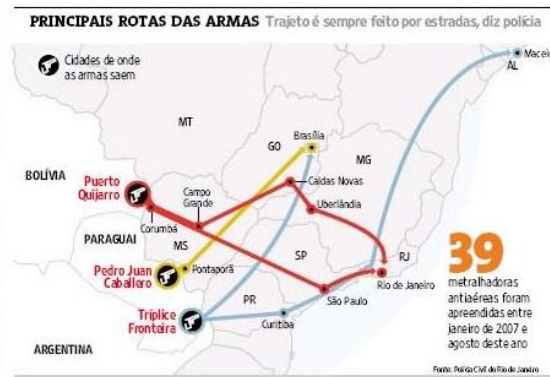 PRINCIPAIS ROTAS DAS ARMAS Trajeto é sempre feito por estradas, diz polícia
Cidades de onde
as armas saem
Maceió
AL
MT
GO
Brasília
MG
BOLÍVIA
Puerto
Quijarro
Campo
Grande
Caldas Novas
Uberlândia
Corumbá
PARAGUAI
MS
SP
RJ
Pedro Juan
Caballero
Pontaporã
Rio de Janeiro
São Paulo
PR
Tríplice
Fronteira
Curitiba
ARGENTINA
39
metralhadoras
antiaéreas foram
apreendidas entre
janeiro de 2007 e
agosto deste ano
Fonte: Polícia Civil do Rio de Janeiro